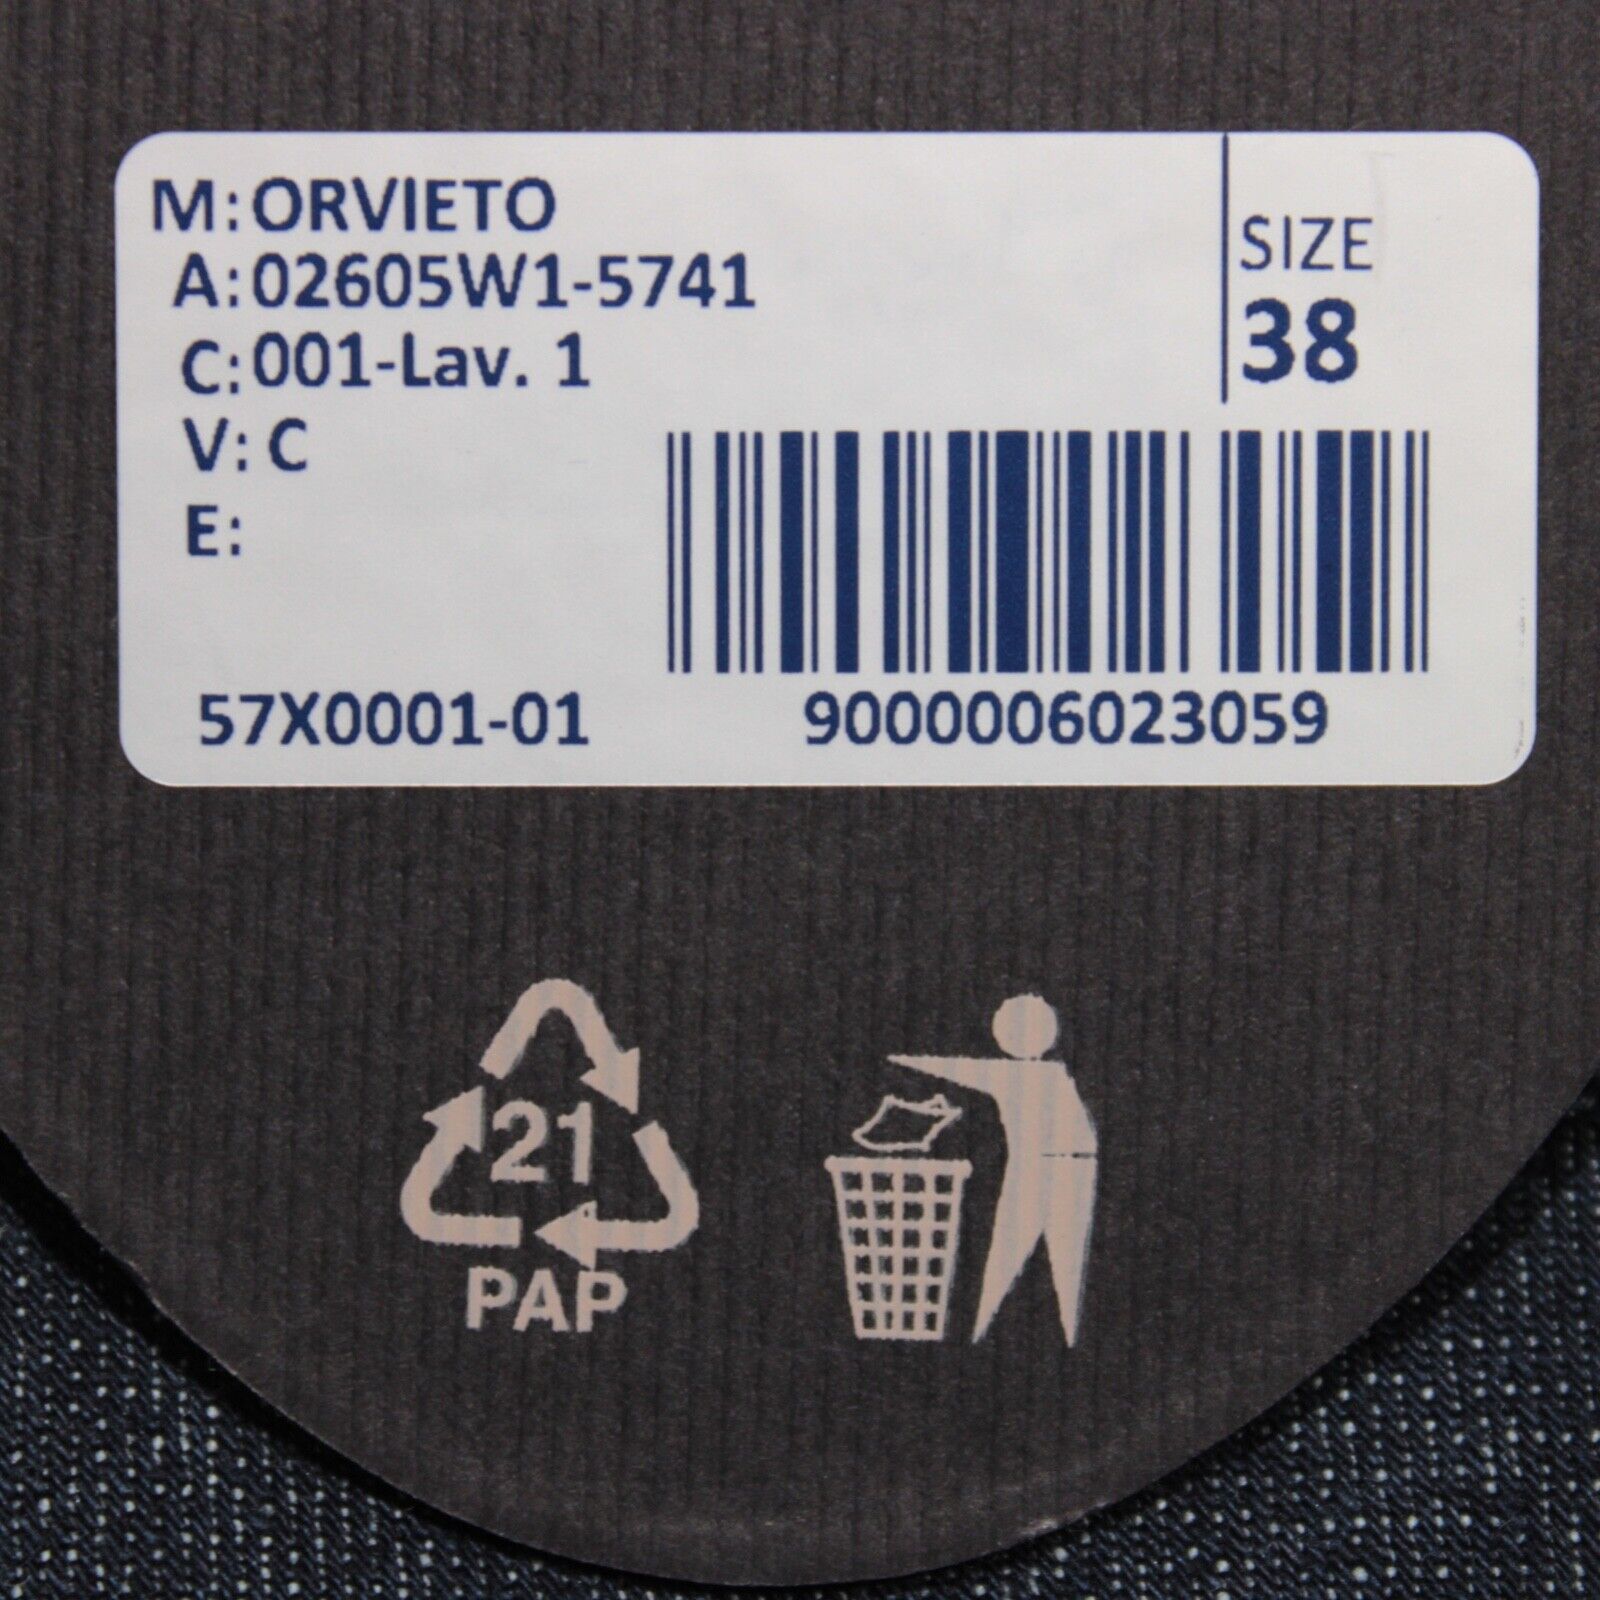 M: ORVIETO
A: 02605W1-5741
C: 001-Lav. 1
V: C
E:
SIZE
38
57X0001-01
9000006023059
21
PAP